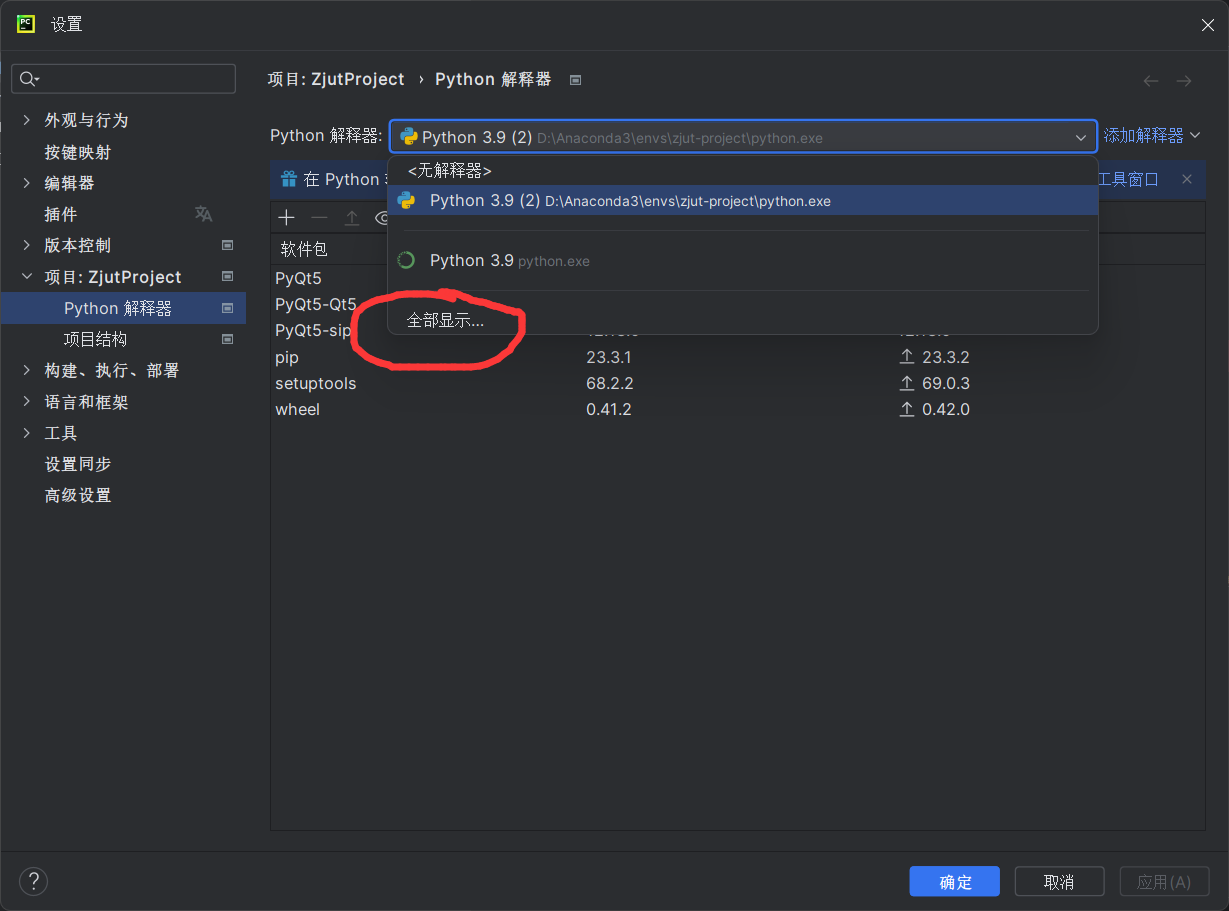 设置
项目: ZjutProject › Python 解释器
Python 解释器: Python 3.9 (2) D:\Anaconda3\envs\zjut-project\python.exe 添加解释器
外观与行为
按键映射
编辑器
插件
版本控制
项目: ZjutProject
Python 解释器
项目结构
构建、执行、部署
语言和框架
工具
设置同步
高级设置
<无解释器>
在 Python 工具窗口
Python 3.9 (2) D:\Anaconda3\envs\zjut-project\python.exe
Python 3.9 python.exe
全部显示...
软件包
PyQt5
PyQt5-Qt5
PyQt5-sip
pip 23.3.1 23.3.2
setuptools 68.2.2 69.0.3
wheel 0.41.2 0.42.0
? 确定 取消 应用(A)